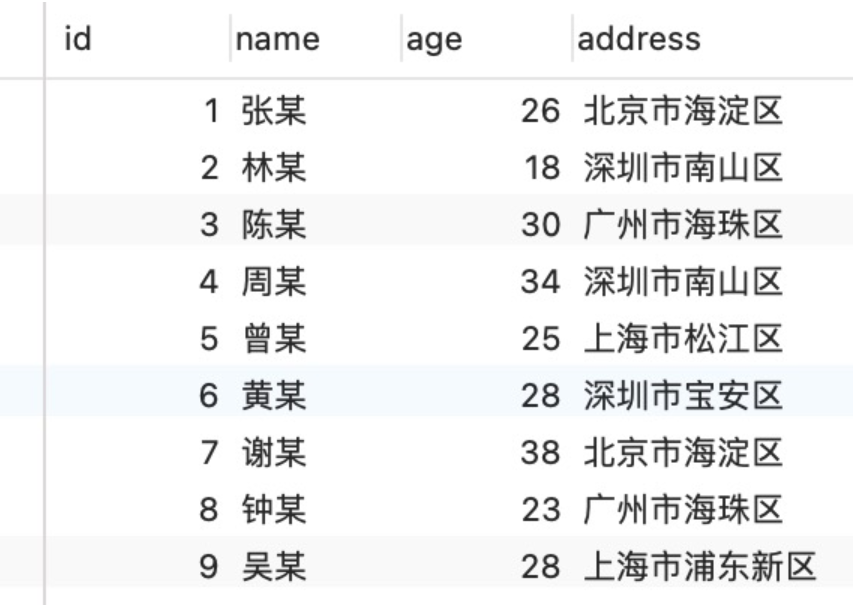 id name age address
1 张某 26 北京市海淀区
2 林某 18 深圳市南山区
3 陈某 30 广州市海珠区
4 周某 34 深圳市南山区
5 曾某 25 上海市松江区
6 黄某 28 深圳市宝安区
7 谢某 38 北京市海淀区
8 钟某 23 广州市海珠区
9 吴某 28 上海市浦东新区